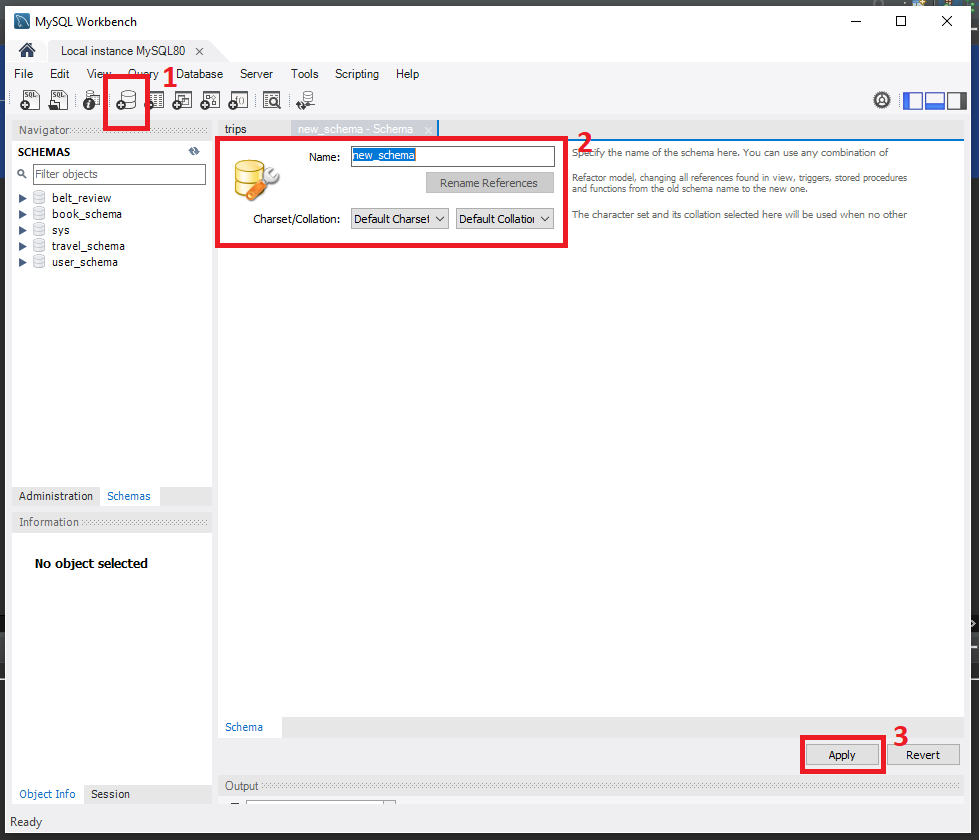 MySQL Workbench
Local instance MySQL80
File Edit View Query Database Server Tools Scripting Help
1
SQL SQL
Navigator
SCHEMAS
Filter objects
belt_review
book_schema
sys
travel_schema
user_schema
Administration Schemas
Information
No object selected
Object Info Session
trips new_schema - Schema
2
Name: new_schema
Rename References
Charset/Collation: Default Charset Default Collation
Specify the name of the schema here. You can use any combination of
Refactor model, changing all references found in view, triggers, stored procedures
and functions from the old schema name to the new one.
The character set and its collation selected here will be used when no other
Schema
3
Apply Revert
Output
Ready